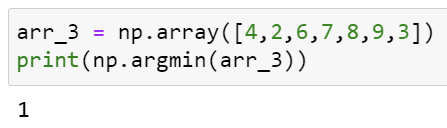 arr_3 = np.array([4,2,6,7,8,9,3])
print(np.argmin(arr_3))
1